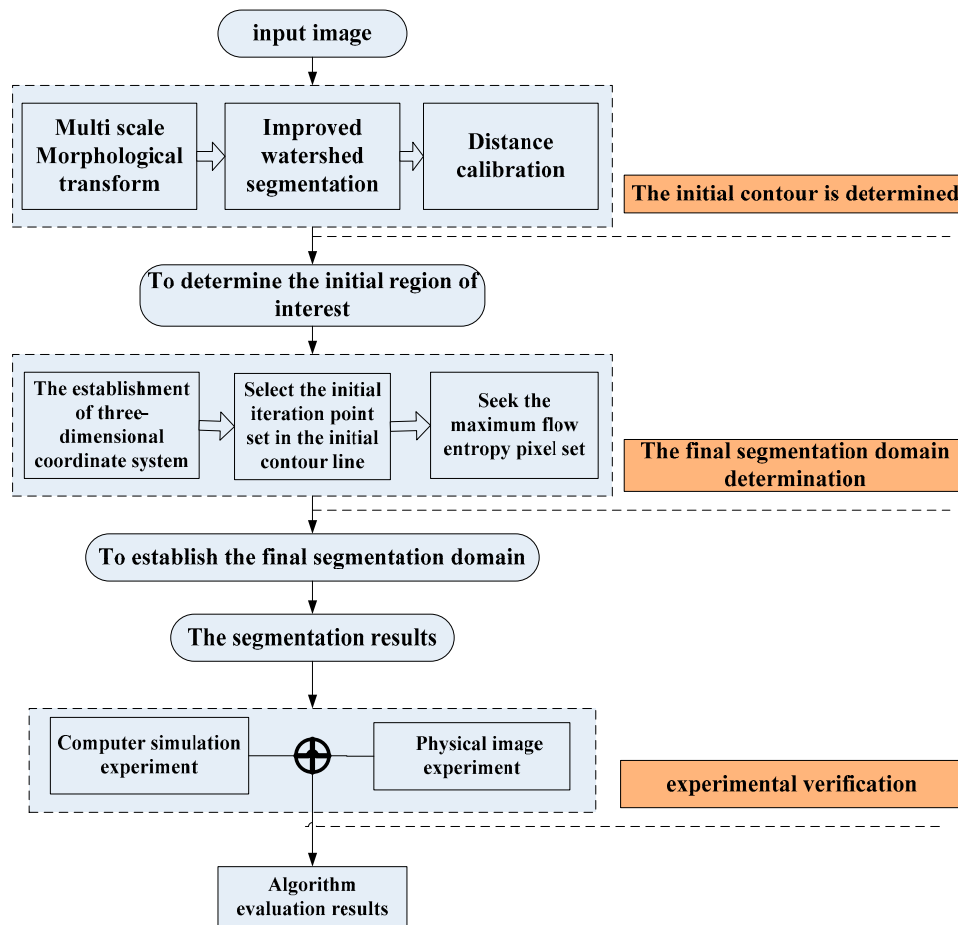 input image
Multi scale
Morphological
transform
Improved
watershed
segmentation
Distance
calibration
The initial contour is determined
To determine the initial region of
interest
The establishment
of three-
dimensional
coordinate system
Select the initial
iteration point
set in the initial
contour line
Seek the
maximum flow
entropy pixel set
The final segmentation domain
determination
To establish the final segmentation domain
The segmentation results
Computer simulation
experiment
Physical image
experiment
experimental verification
Algorithm
evaluation results